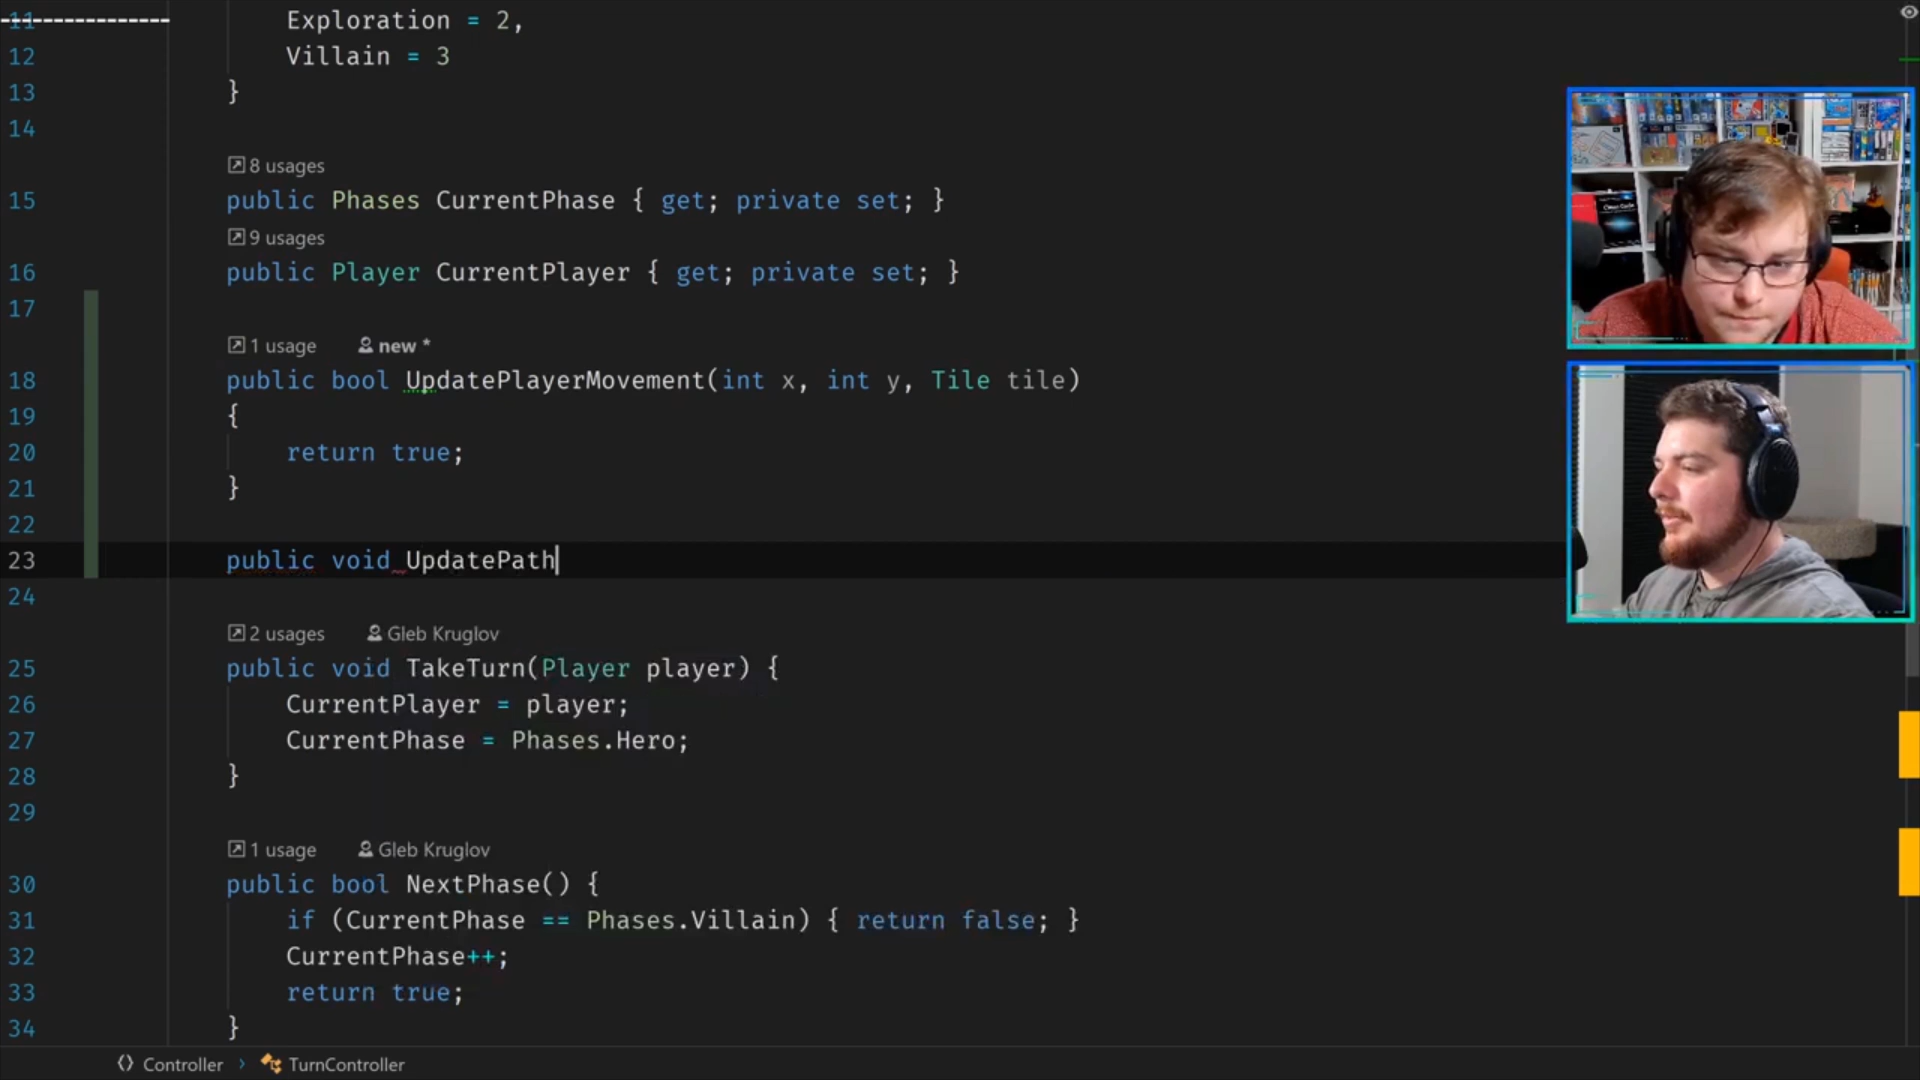 11 Exploration = 2,
12 Villain = 3
13 }
14
8 usages
15 public Phases CurrentPhase { get; private set; }
9 usages
16 public Player CurrentPlayer { get; private set; }
17
1 usage new *
18 public bool UpdatePlayerMovement(int x, int y, Tile tile)
19 {
20 return true;
21 }
22
23 public void UpdatePath
24
2 usages Gleb Kruglov
25 public void TakeTurn(Player player) {
26 CurrentPlayer = player;
27 CurrentPhase = Phases.Hero;
28 }
29
1 usage Gleb Kruglov
30 public bool NextPhase() {
31 if (CurrentPhase == Phases.Villain) { return false; }
32 CurrentPhase++;
33 return true;
34 }
Controller › TurnController